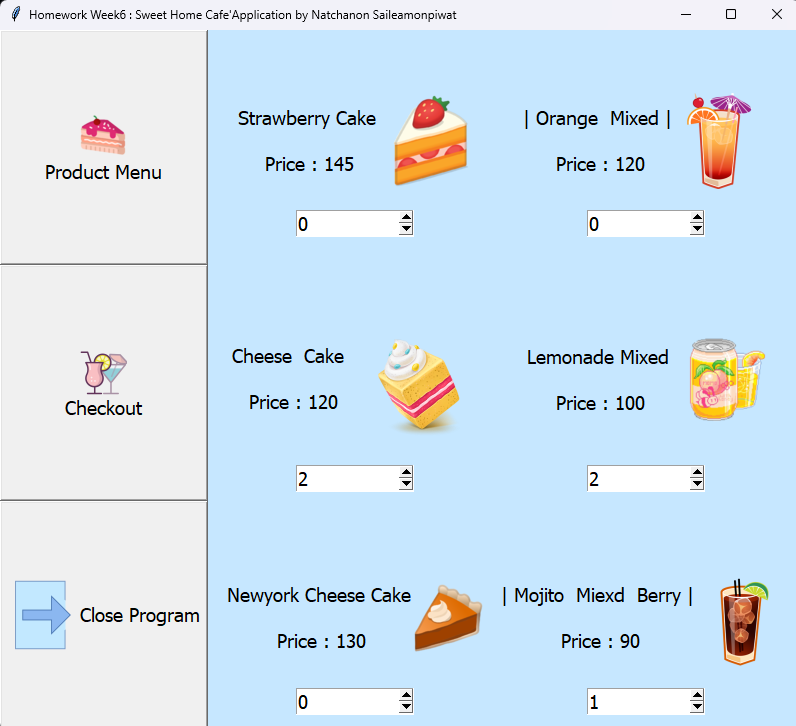 Homework Week6 : Sweet Home Cafe'Application by Natchanon Saileamonpiwat
Product Menu
Checkout
Close Program
Strawberry Cake
Price : 145
0
| Orange  Mixed |
Price : 120
0
Cheese  Cake
Price : 120
2
Lemonade Mixed
Price : 100
2
Newyork Cheese Cake
Price : 130
0
| Mojito  Miexd  Berry |
Price : 90
1